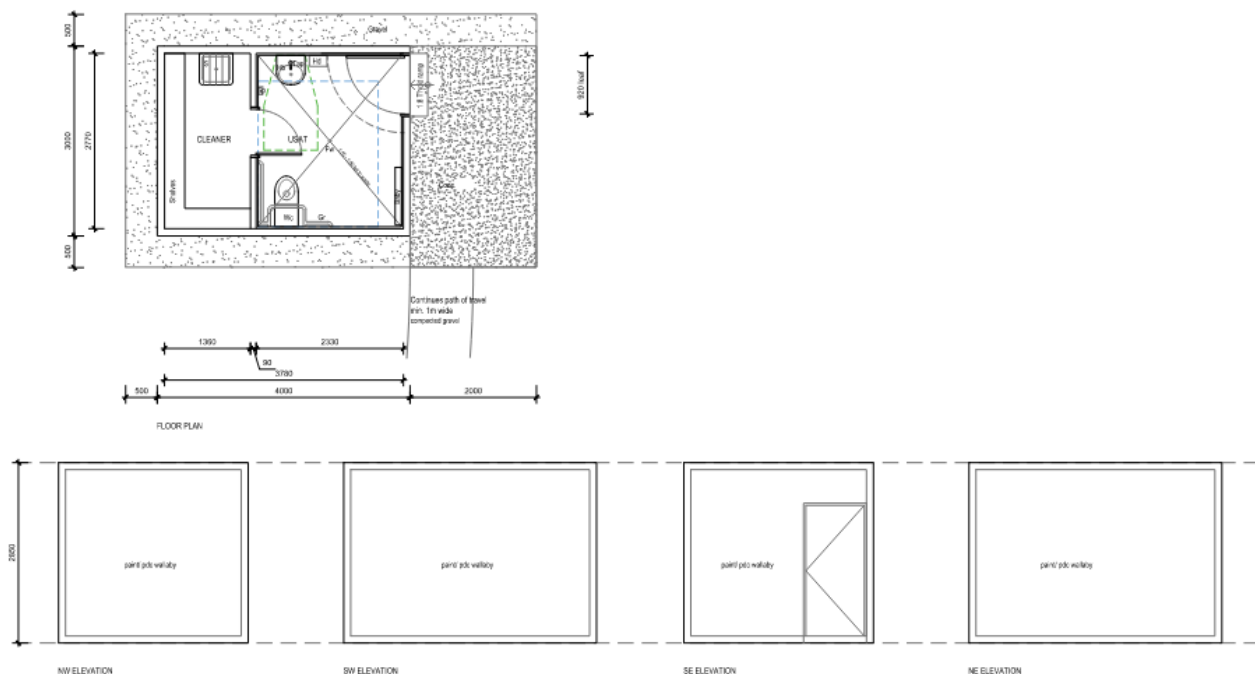 500
Gravel
3000
2770
500
S
Hd
920 leaf
CLEANER
USAT
Fw
Shelves
Wc
Gr
Conc
Continues path of travel
min. 1m wide
compacted gravel
1360
2330
90
3780
500
4000
2000
FLOOR PLAN
paint/ pdc wallaby
paint/ pdc wallaby
paint/ pdc wallaby
paint/ pdc wallaby
NW ELEVATION
SW ELEVATION
SE ELEVATION
NE ELEVATION